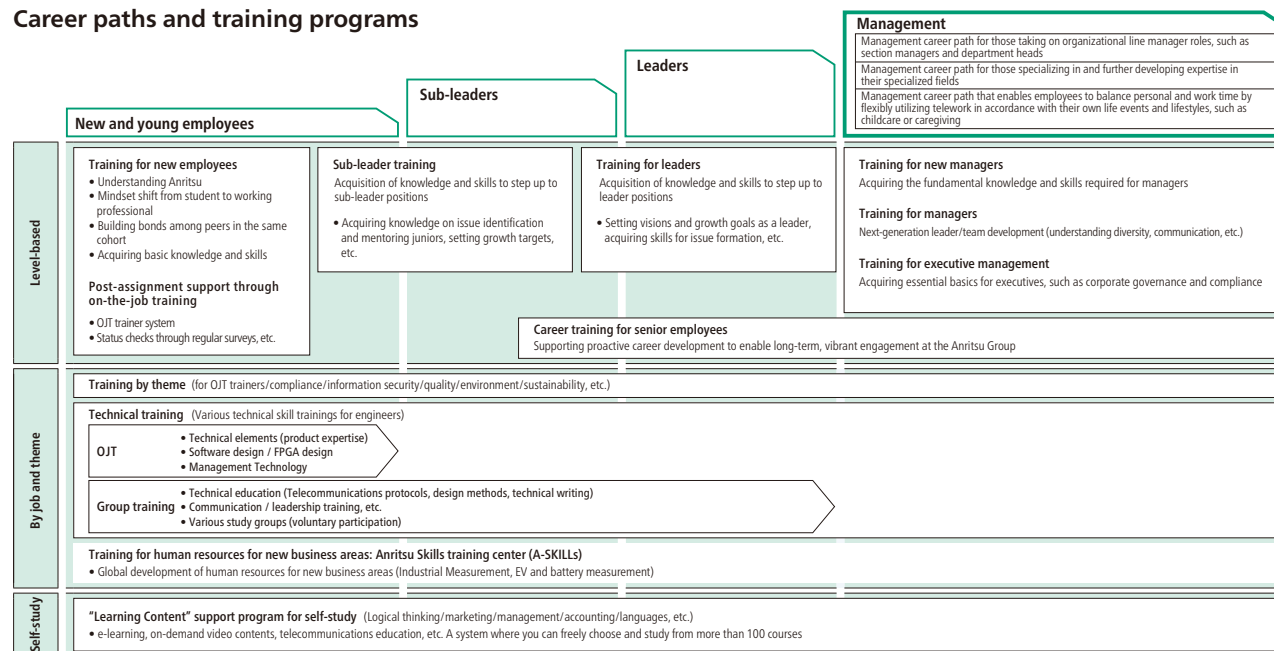 Career paths and training programs
Management
Management career path for those taking on organizational line manager roles, such as
section managers and department heads
Management career path for those specializing in and further developing expertise in
their specialized fields
Management career path that enables employees to balance personal and work time by
flexibly utilizing telework in accordance with their own life events and lifestyles, such as
childcare or caregiving
Leaders
Sub-leaders
New and young employees
Level-based
Training for new employees
• Understanding Anritsu
• Mindset shift from student to working
professional
• Building bonds among peers in the same
cohort
• Acquiring basic knowledge and skills
Post-assignment support through
on-the-job training
• OJT trainer system
• Status checks through regular surveys, etc.
Sub-leader training
Acquisition of knowledge and skills to step up to
sub-leader positions
• Acquiring knowledge on issue identification
and mentoring juniors, setting growth targets,
etc.
Training for leaders
Acquisition of knowledge and skills to step up to
leader positions
• Setting visions and growth goals as a leader,
acquiring skills for issue formation, etc.
Training for new managers
Acquiring the fundamental knowledge and skills required for managers
Training for managers
Next-generation leader/team development (understanding diversity, communication, etc.)
Training for executive management
Acquiring essential basics for executives, such as corporate governance and compliance
Career training for senior employees
Supporting proactive career development to enable long-term, vibrant engagement at the Anritsu Group
By job and theme
Training by theme (for OJT trainers/compliance/information security/quality/environment/sustainability, etc.)
Technical training (Various technical skill trainings for engineers)
OJT
• Technical elements (product expertise)
• Software design / FPGA design
• Management Technology
Group training
• Technical education (Telecommunications protocols, design methods, technical writing)
• Communication / leadership training, etc.
• Various study groups (voluntary participation)
Training for human resources for new business areas: Anritsu Skills training center (A-SKILLs)
• Global development of human resources for new business areas (Industrial Measurement, EV and battery measurement)
Self-study
"Learning Content" support program for self-study (Logical thinking/marketing/management/accounting/languages, etc.)
• e-learning, on-demand video contents, telecommunications education, etc. A system where you can freely choose and study from more than 100 courses